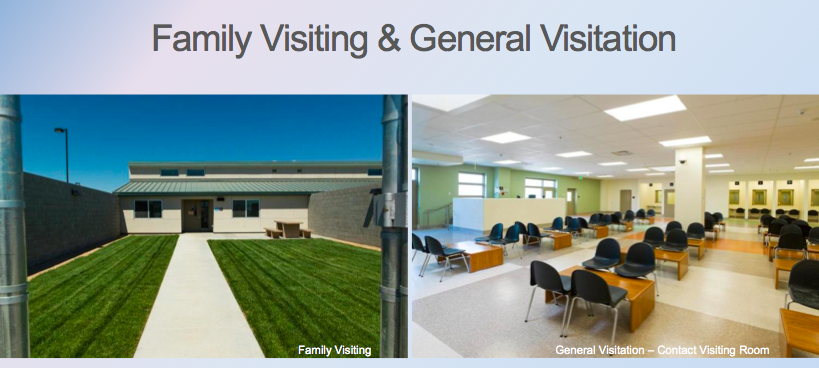 Family Visiting & General Visitation
Family Visiting
General Visitation – Contact Visiting Room